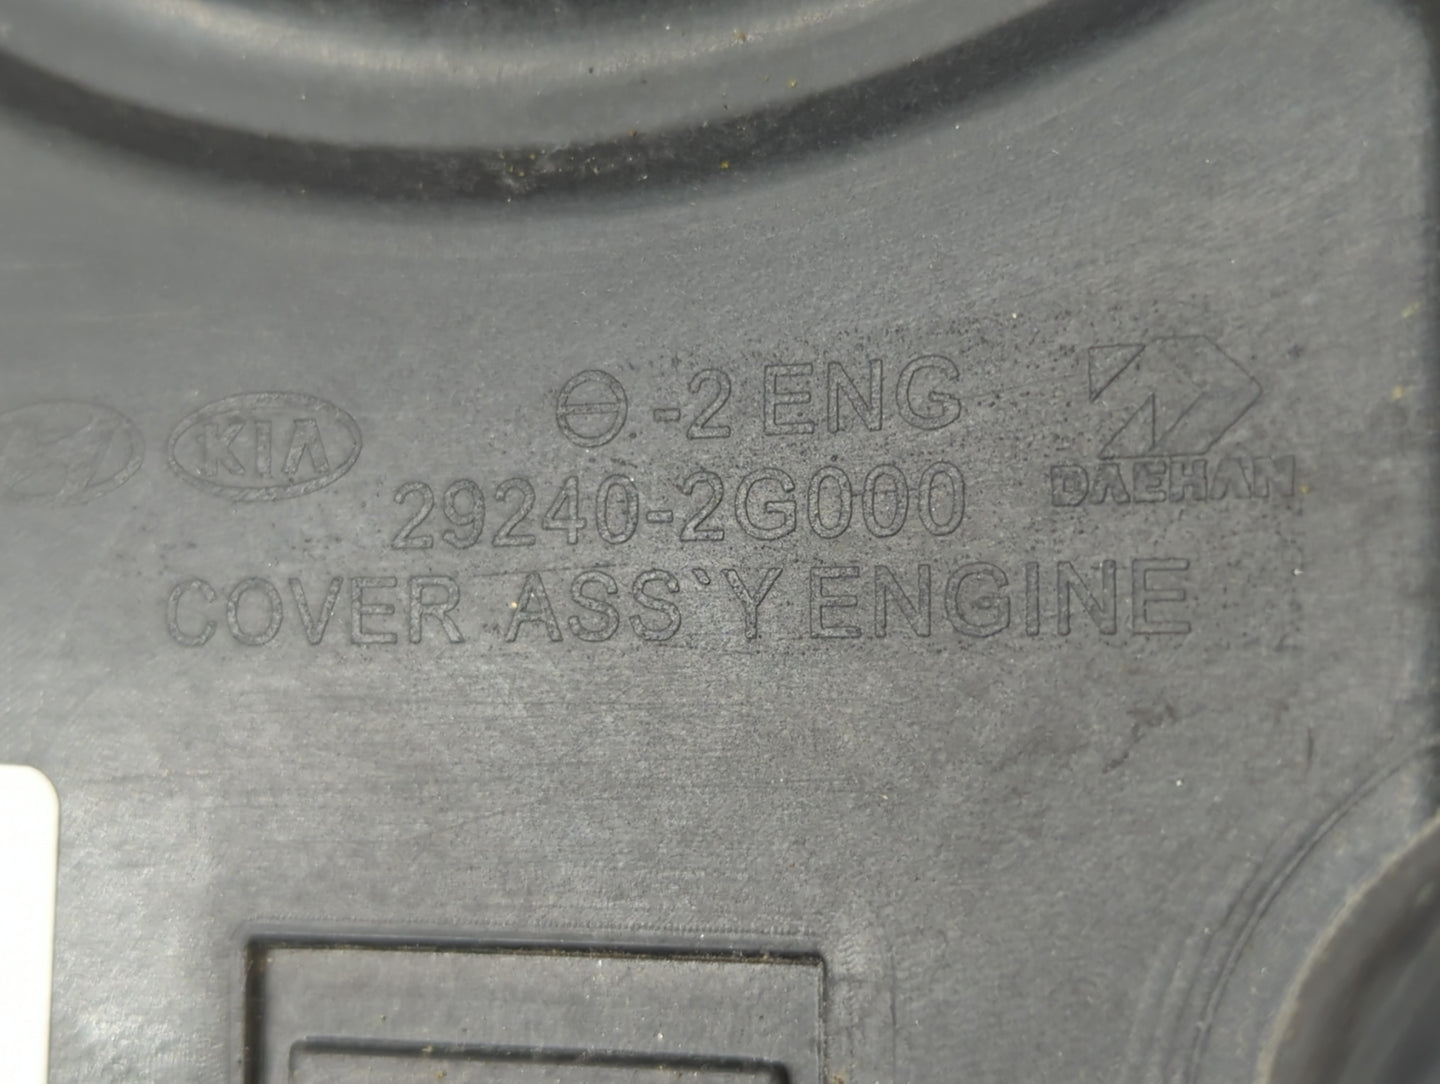 Θ-2 ENG
KIA
29240-2G000
DAEHAN
COVER ASS`Y ENGINE